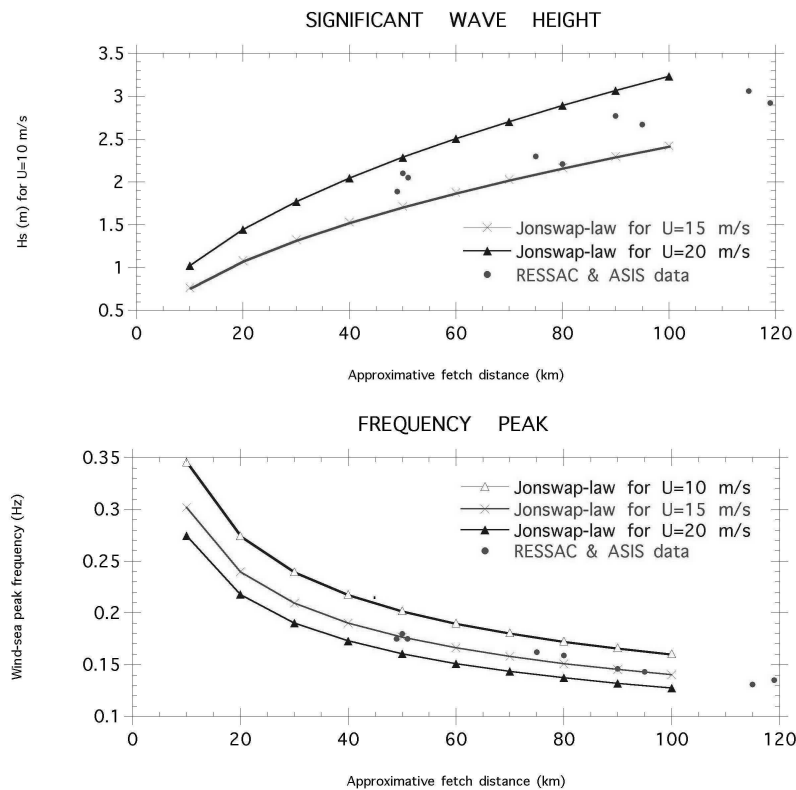 SIGNIFICANT WAVE HEIGHT
3.5
3
2.5
2
1.5
1
0.5
Hs (m) for U=10 m/s
Jonswap-law for U=15 m/s
Jonswap-law for U=20 m/s
RESSAC & ASIS data
0 20 40 60 80 100 120
Approximative fetch distance (km)
FREQUENCY PEAK
0.35
0.3
0.25
0.2
0.15
0.1
Wind-sea peak frequency (Hz)
Jonswap-law for U=10 m/s
Jonswap-law for U=15 m/s
Jonswap-law for U=20 m/s
RESSAC & ASIS data
0 20 40 60 80 100 120
Approximative fetch distance (km)